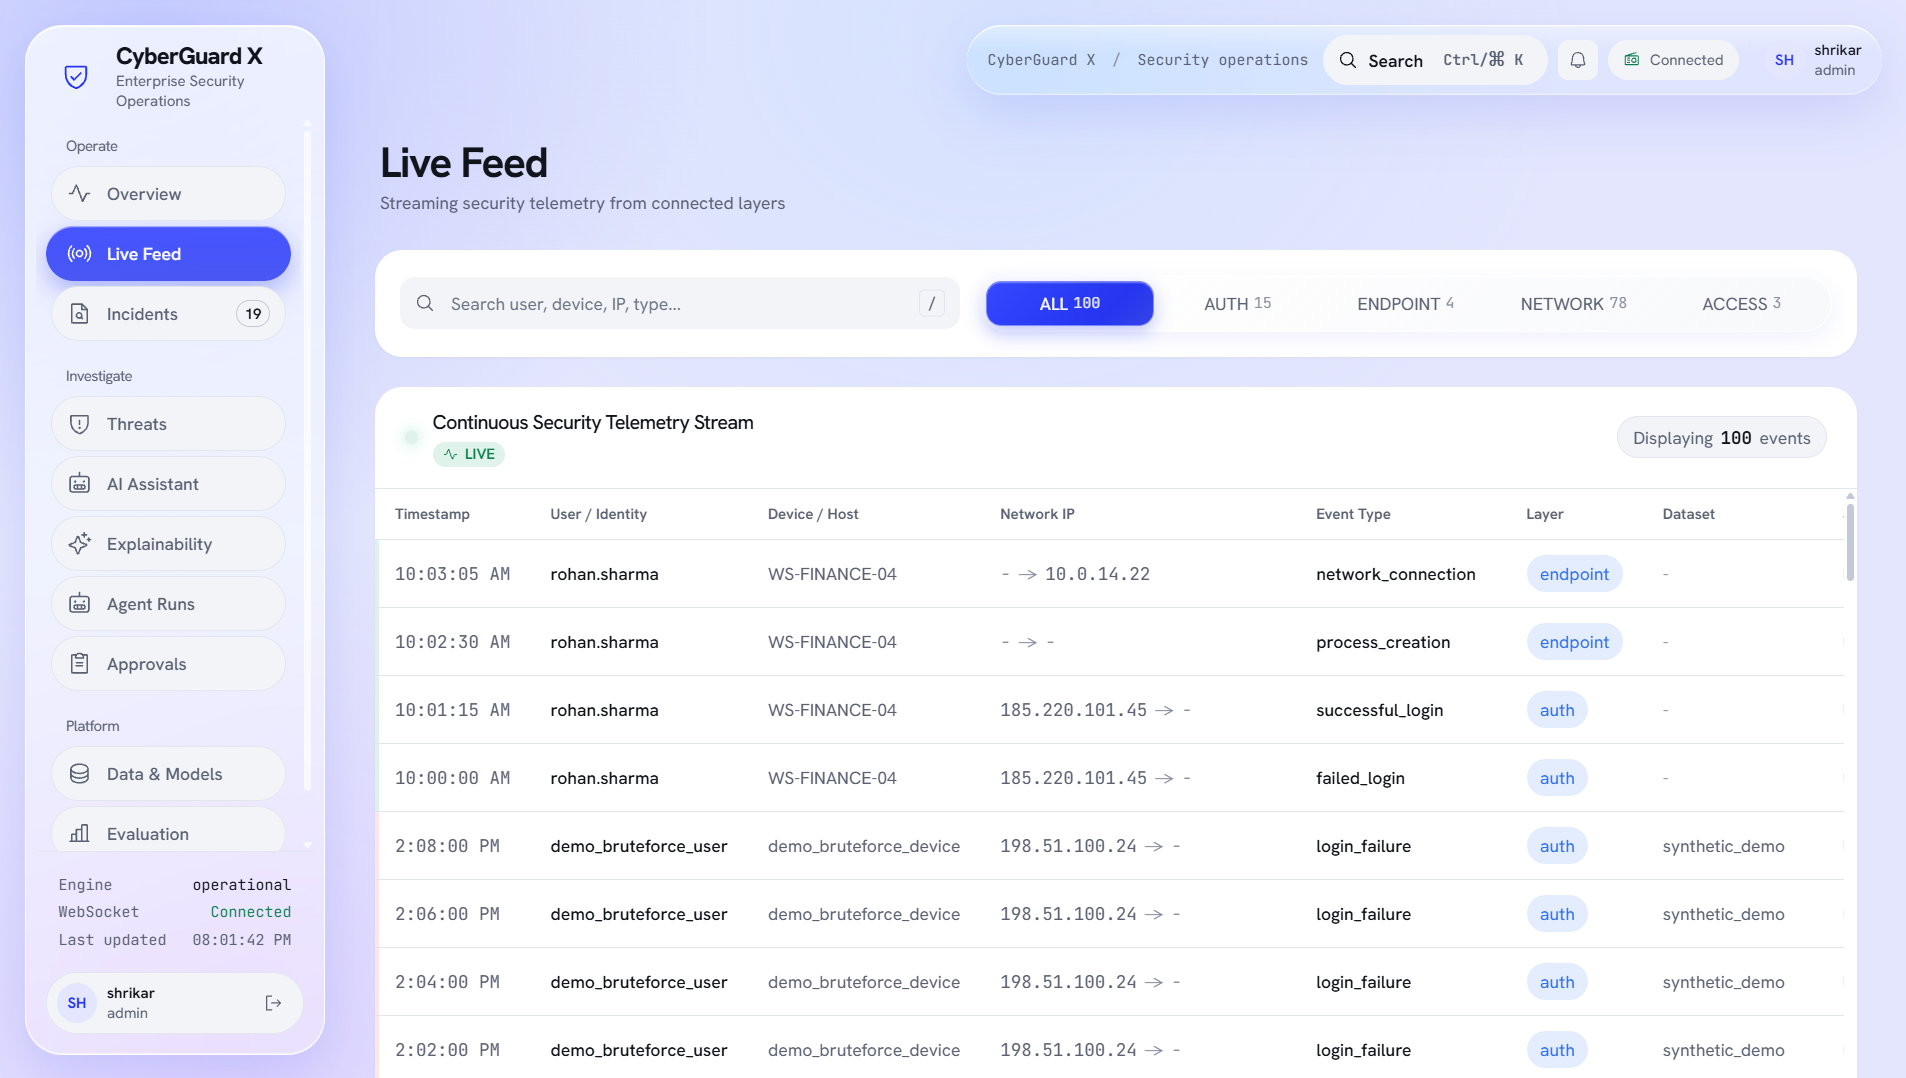 CyberGuard X
Enterprise Security
Operations
Operate
Overview
Live Feed
Incidents 19
Investigate
Threats
AI Assistant
Explainability
Agent Runs
Approvals
Platform
Data & Models
Evaluation
Engine operational
WebSocket Connected
Last updated 08:01:42 PM
SH shrikar
admin
CyberGuard X / Security operations Search Ctrl/⌘ K Connected SH shrikar
admin
Live Feed
Streaming security telemetry from connected layers
Search user, device, IP, type... / ALL 100 AUTH 15 ENDPOINT 4 NETWORK 78 ACCESS 3
Continuous Security Telemetry Stream
LIVE
Displaying 100 events
Timestamp User / Identity Device / Host Network IP Event Type Layer Dataset
10:03:05 AM rohan.sharma WS-FINANCE-04 - → 10.0.14.22 network_connection endpoint -
10:02:30 AM rohan.sharma WS-FINANCE-04 - → - process_creation endpoint -
10:01:15 AM rohan.sharma WS-FINANCE-04 185.220.101.45 → - successful_login auth -
10:00:00 AM rohan.sharma WS-FINANCE-04 185.220.101.45 → - failed_login auth -
2:08:00 PM demo_bruteforce_user demo_bruteforce_device 198.51.100.24 → - login_failure auth synthetic_demo
2:06:00 PM demo_bruteforce_user demo_bruteforce_device 198.51.100.24 → - login_failure auth synthetic_demo
2:04:00 PM demo_bruteforce_user demo_bruteforce_device 198.51.100.24 → - login_failure auth synthetic_demo
2:02:00 PM demo_bruteforce_user demo_bruteforce_device 198.51.100.24 → - login_failure auth synthetic_demo